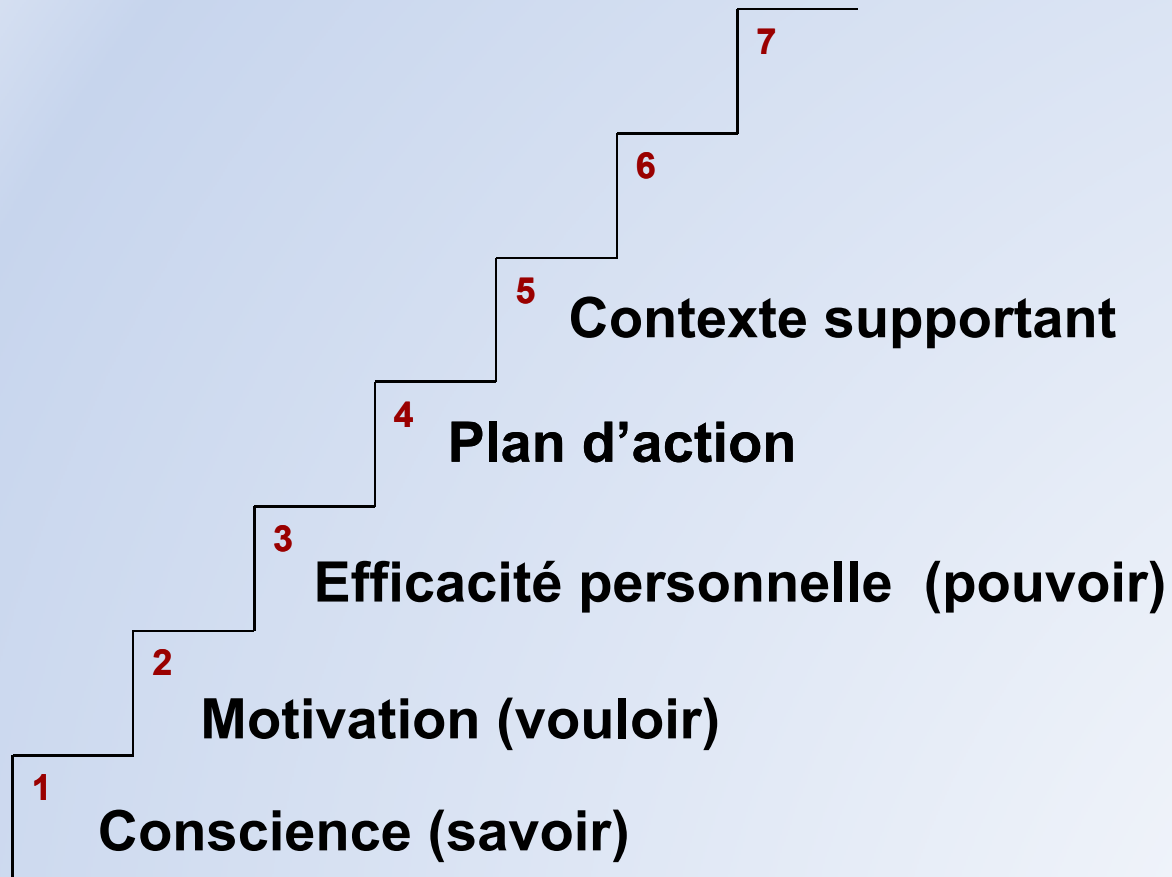 7
6
5 Contexte supportant
4 Plan d’action
3 Efficacité personnelle (pouvoir)
2 Motivation (vouloir)
1 Conscience (savoir)